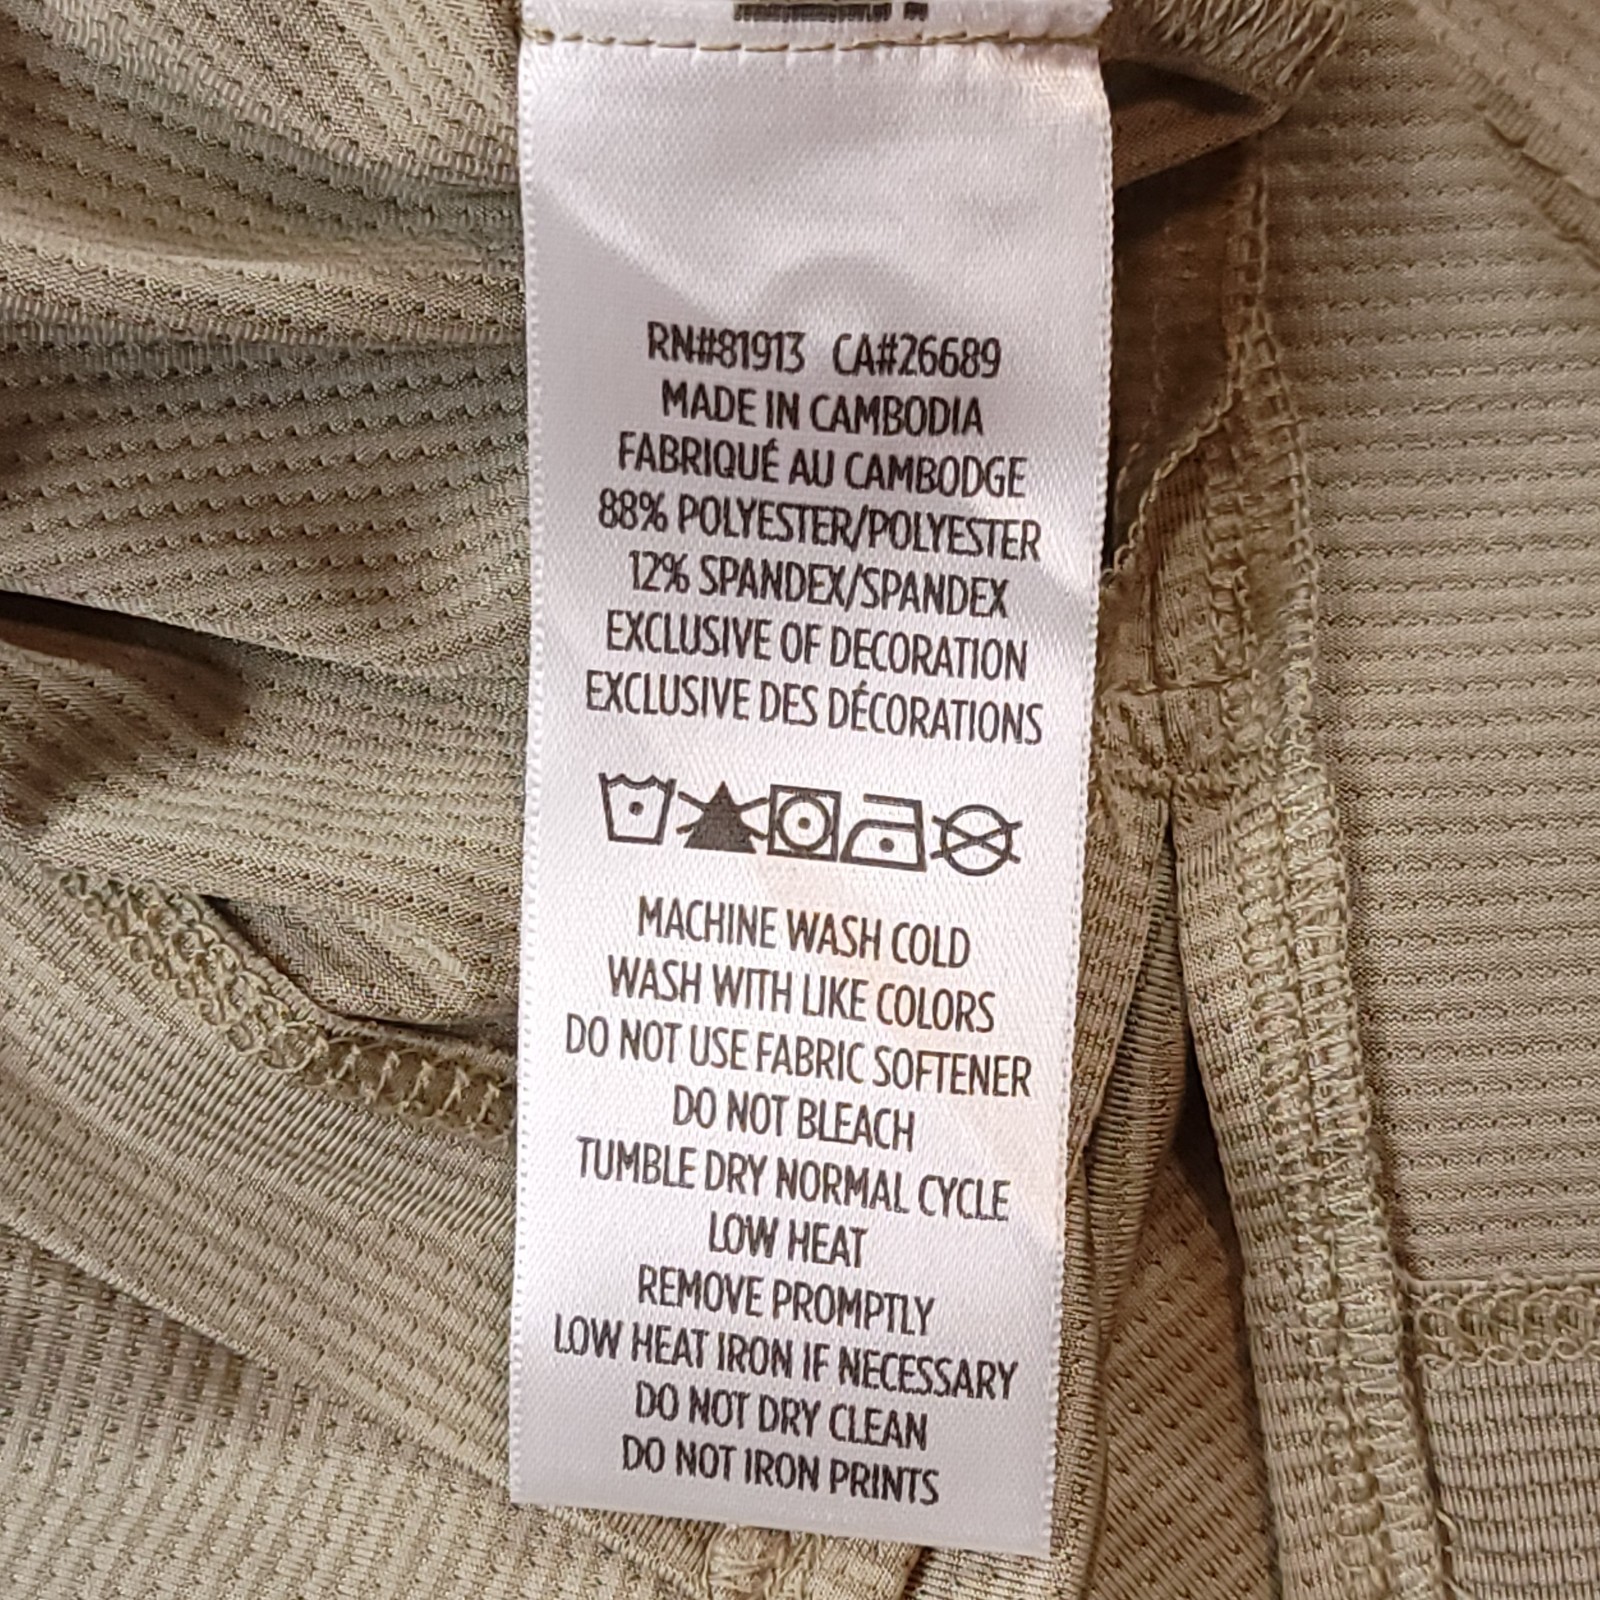 RN#81913 CA#26689
MADE IN CAMBODIA
FABRIQUÉ AU CAMBODGE
88% POLYESTER/POLYESTER
12% SPANDEX/SPANDEX
EXCLUSIVE OF DECORATION
EXCLUSIVE DES DÉCORATIONS
MACHINE WASH COLD
WASH WITH LIKE COLORS
DO NOT USE FABRIC SOFTENER
DO NOT BLEACH
TUMBLE DRY NORMAL CYCLE
LOW HEAT
REMOVE PROMPTLY
LOW HEAT IRON IF NECESSARY
DO NOT DRY CLEAN
DO NOT IRON PRINTS